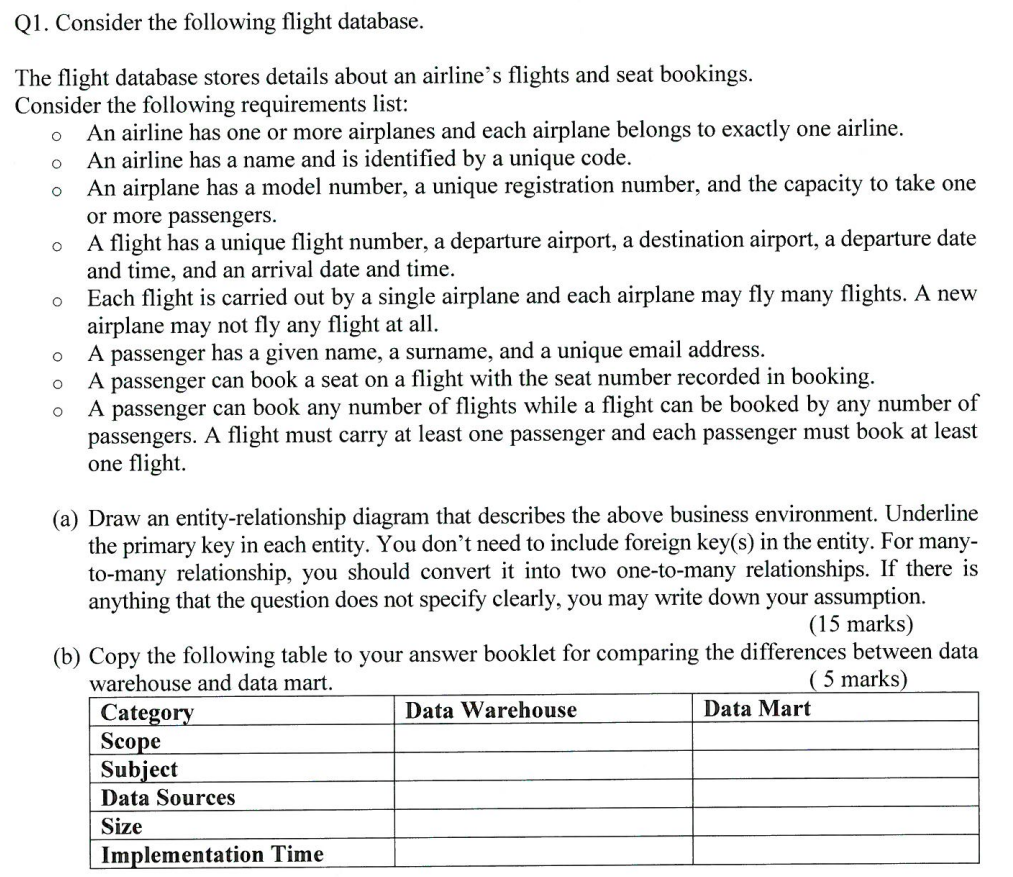 Q1. Consider the following flight database.
The flight database stores details about an airline's flights and seat bookings.
Consider the following requirements list:
o An airline has one or more airplanes and each airplane belongs to exactly one airline.
o An airline has a name and is identified by a unique code.
o An airplane has a model number, a unique registration number, and the capacity to take one
or more passengers.
o A flight has a unique flight number, a departure airport, a destination airport, a departure date
and time, and an arrival date and time.
o Each flight is carried out by a single airplane and each airplane may fly many flights. A new
airplane may not fly any flight at all.
o A passenger has a given name, a surname, and a unique email address.
o A passenger can book a seat on a flight with the seat number recorded in booking.
o A passenger can book any number of flights while a flight can be booked by any number of
passengers. A flight must carry at least one passenger and each passenger must book at least
one flight.
(a) Draw an entity-relationship diagram that describes the above business environment. Underline
the primary key in each entity. You don't need to include foreign key(s) in the entity. For many-
to-many relationship, you should convert it into two one-to-many relationships. If there is
anything that the question does not specify clearly, you may write down your assumption.
(15 marks)
(b) Copy the following table to your answer booklet for comparing the differences between data
warehouse and data mart. ( 5 marks)
Category Data Warehouse Data Mart
Scope
Subject
Data Sources
Size
Implementation Time